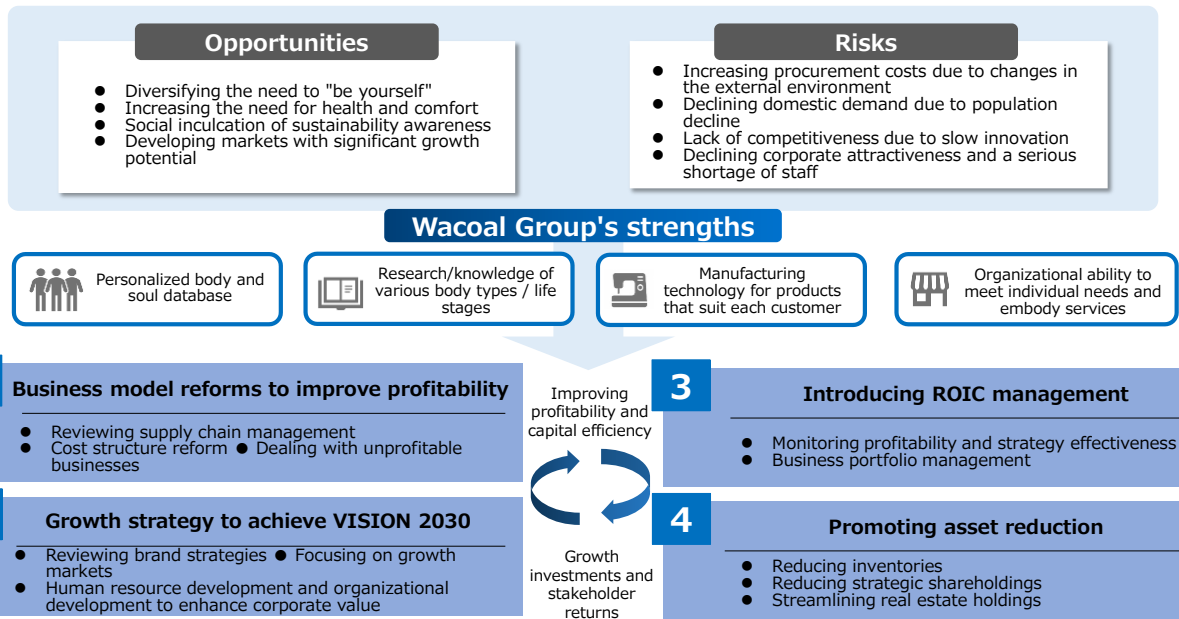 Opportunities
● Diversifying the need to "be yourself"
● Increasing the need for health and comfort
● Social inculcation of sustainability awareness
● Developing markets with significant growth
potential
Risks
● Increasing procurement costs due to changes in
the external environment
● Declining domestic demand due to population
decline
● Lack of competitiveness due to slow innovation
● Declining corporate attractiveness and a serious
shortage of staff
Wacoal Group's strengths
Personalized body and
soul database
Research/knowledge of
various body types / life
stages
Manufacturing
technology for products
that suit each customer
Organizational ability to
meet individual needs and
embody services
Business model reforms to improve profitability
● Reviewing supply chain management
● Cost structure reform ● Dealing with unprofitable
businesses
Growth strategy to achieve VISION 2030
● Reviewing brand strategies ● Focusing on growth
markets
● Human resource development and organizational
development to enhance corporate value
Improving
profitability and
capital efficiency
Growth
investments and
stakeholder
returns
3
Introducing ROIC management
● Monitoring profitability and strategy effectiveness
● Business portfolio management
4
Promoting asset reduction
● Reducing inventories
● Reducing strategic shareholdings
● Streamlining real estate holdings